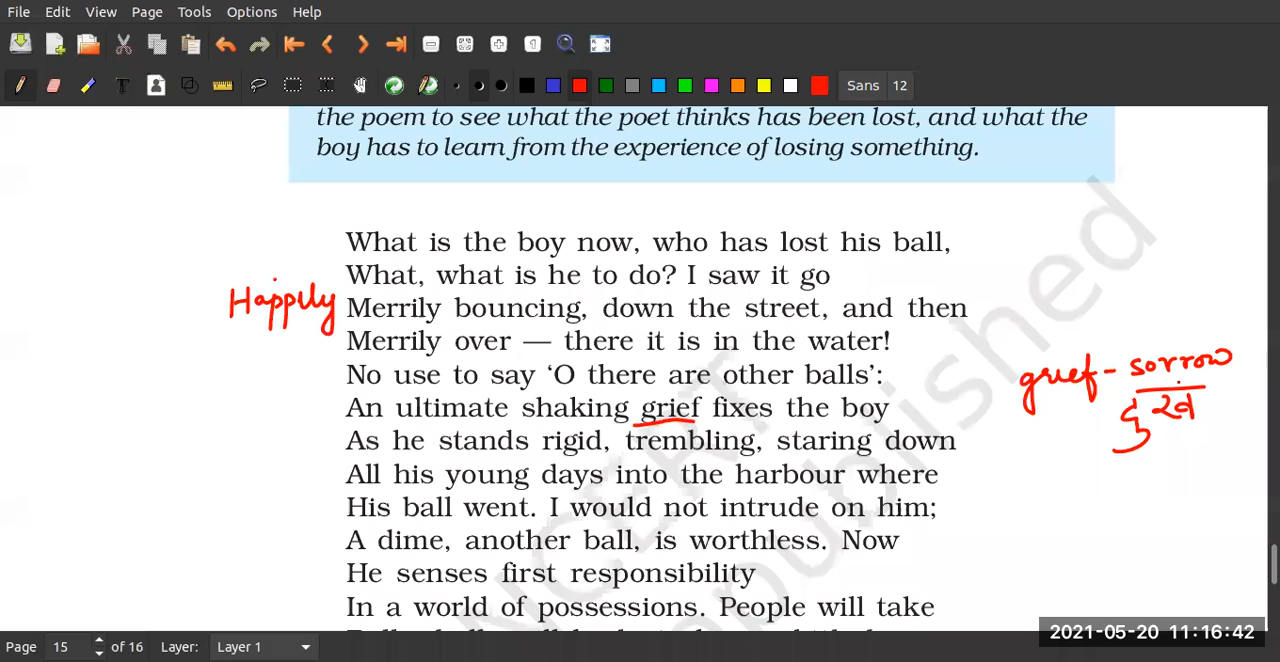 File Edit View Page Tools Options Help
Sans 12
the poem to see what the poet thinks has been lost, and what the
boy has to learn from the experience of losing something.
What is the boy now, who has lost his ball,
What, what is he to do? I saw it go
Happily
Merrily bouncing, down the street, and then
Merrily over — there it is in the water!
No use to say ‘O there are other balls’:
grief - sorrow
An ultimate shaking grief fixes the boy
As he stands rigid, trembling, staring down
All his young days into the harbour where
His ball went. I would not intrude on him;
A dime, another ball, is worthless. Now
He senses first responsibility
In a world of possessions. People will take
NCERT
republished
2021-05-20 11:16:42
Page 15 of 16 Layer: Layer 1